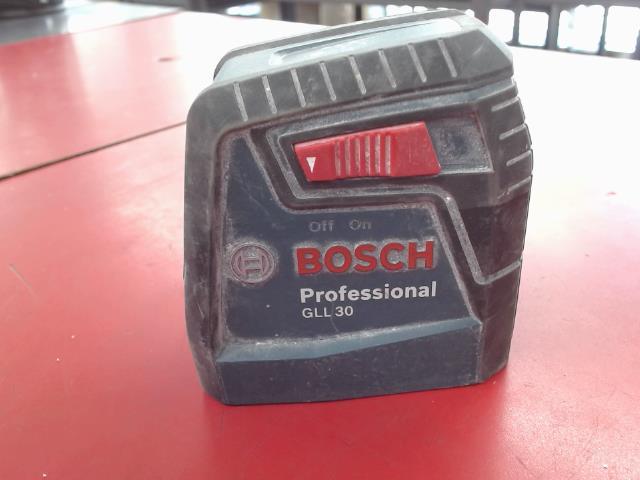 Off On
BOSCH
Professional
GLL 30